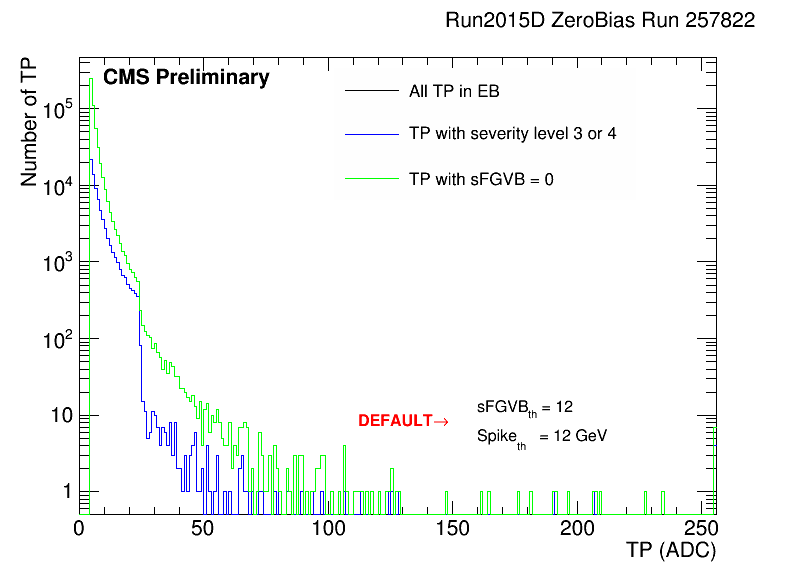 Run2015D ZeroBias Run 257822
CMS Preliminary
All TP in EB
TP with severity level 3 or 4
TP with sFGVB = 0
Number of TP
10^5
10^4
10^3
10^2
10
1
DEFAULT→
sFGVB_th = 12
Spike_th = 12 GeV
0 50 100 150 200 250
TP (ADC)